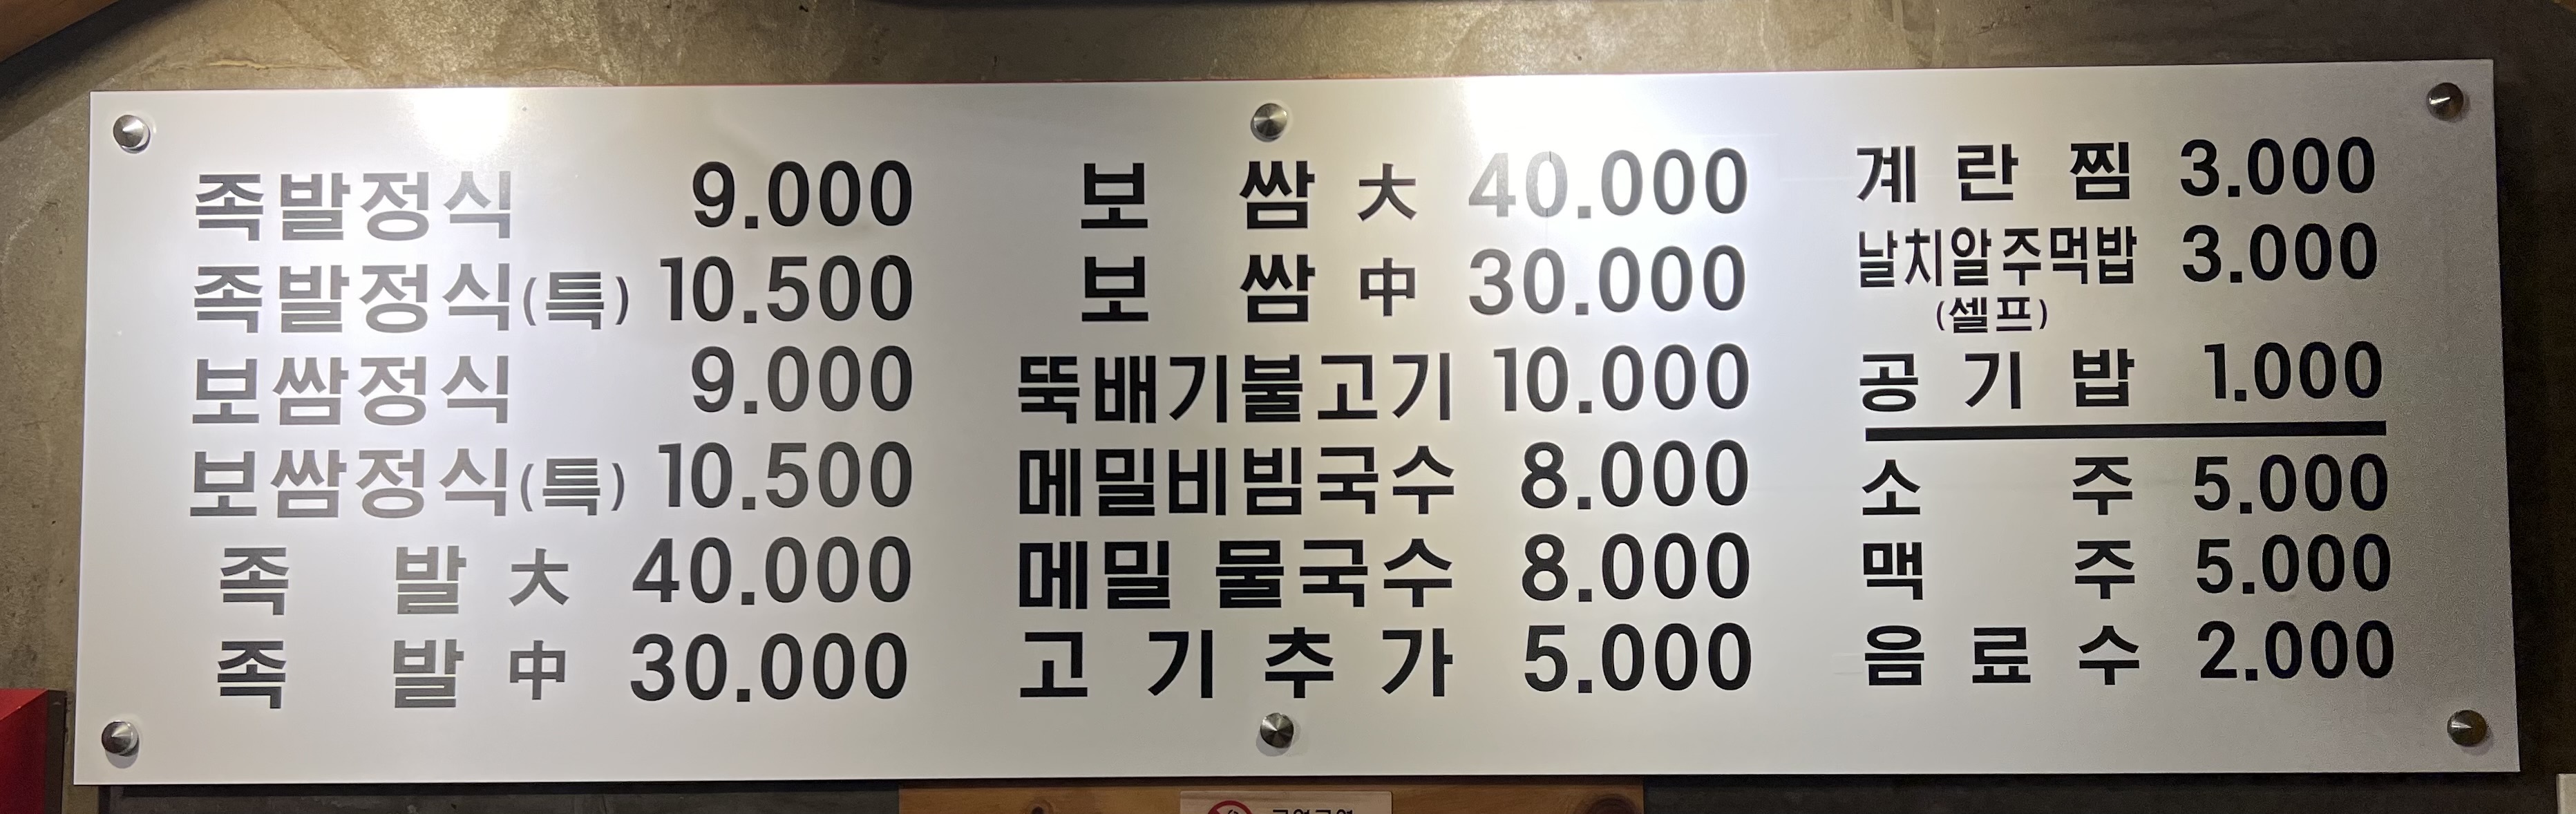 족발정식 9.000
족발정식(특) 10.500
보쌈정식 9.000
보쌈정식(특) 10.500
족 발 大 40.000
족 발 中 30.000
보 쌈 大 40.000
보 쌈 中 30.000
뚝배기불고기 10.000
메밀비빔국수 8.000
메밀 물국수 8.000
고기추가 5.000
계란찜 3.000
날치알주먹밥 3.000
(셀프)
공기밥 1.000
소 주 5.000
맥 주 5.000
음료수 2.000